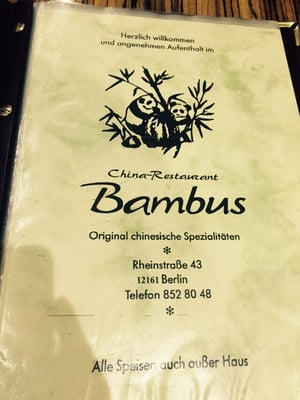 Herzlich willkommen
und angenehmen Aufenthalt im
China-Restaurant
Bambus
Original chinesische Spezialitäten
*
Rheinstraße 43
12161 Berlin
Telefon 852 80 48
*
Alle Speisen auch außer Haus